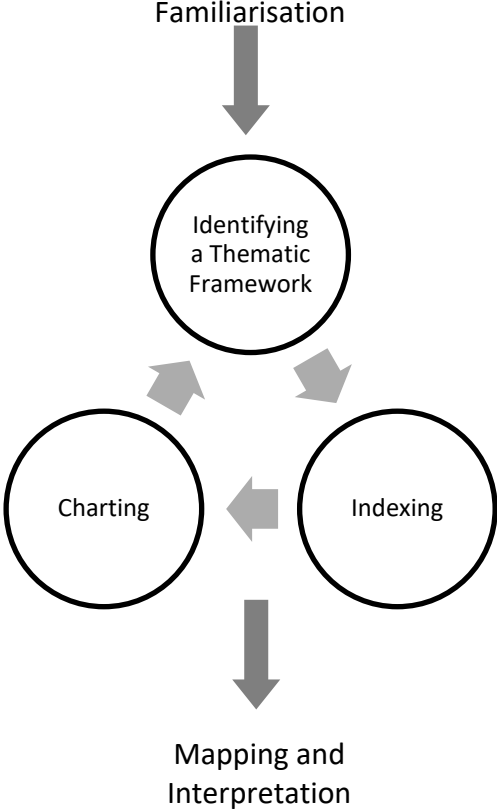 Familiarisation
Identifying
a Thematic
Framework
Charting
Indexing
Mapping and
Interpretation